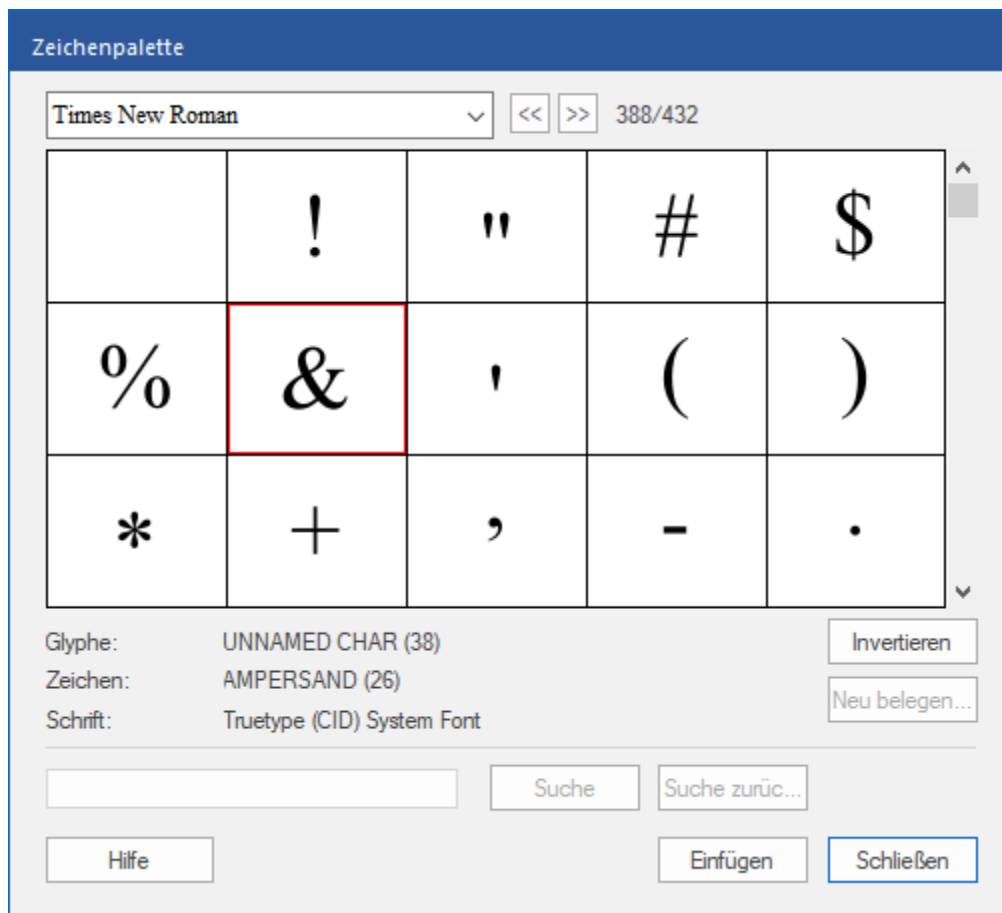 Zeichenpalette
Times New Roman << >> 388/432
! " # $
% & ' ( )
* + , - .
Glyphe: UNNAMED CHAR (38) Invertieren
Zeichen: AMPERSAND (26)
Neu belegen...
Schrift: Truetype (CID) System Font
Suche Suche zurüc...
Hilfe Einfügen Schließen